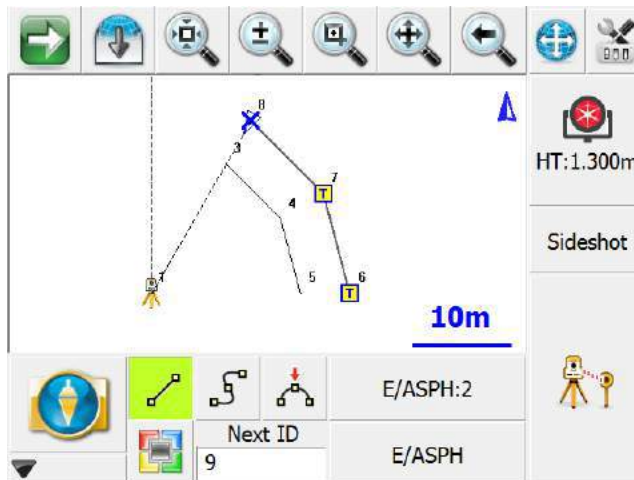 8
3
HT:1.300m
7
4
1
Sideshot
5
6
T
T
10m
E/ASPH:2
Next ID
9
E/ASPH